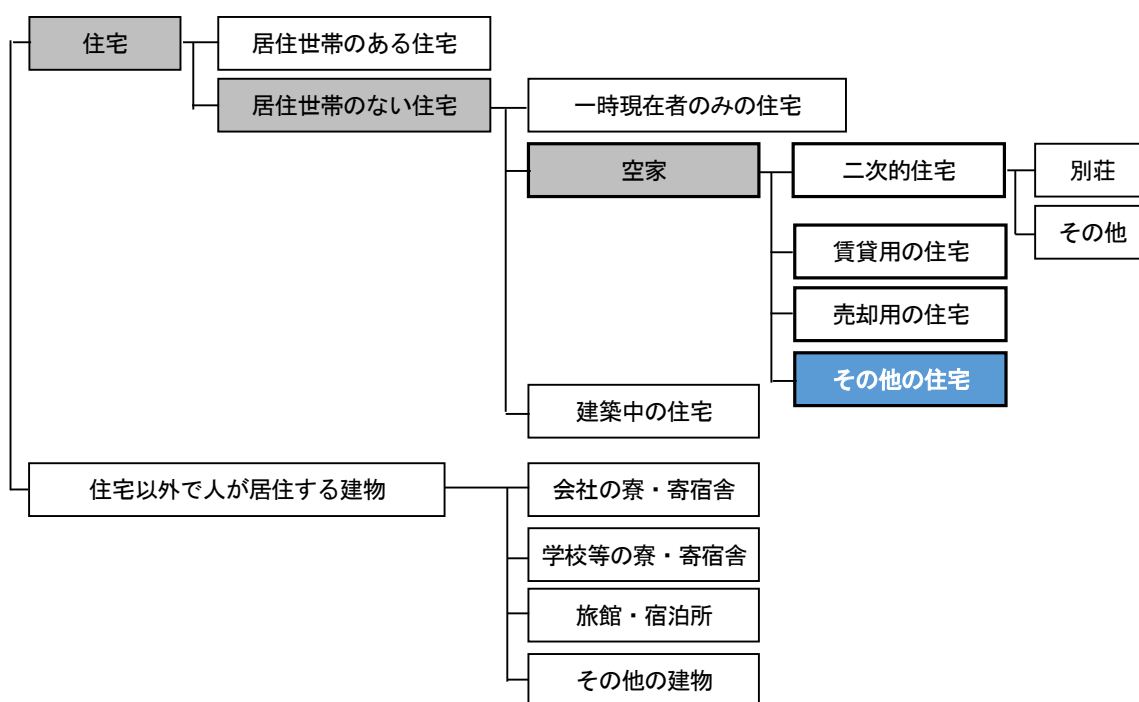 住宅
居住世帯のある住宅
居住世帯のない住宅
一時現在者のみの住宅
空家
二次的住宅
別荘
その他
賃貸用の住宅
売却用の住宅
その他の住宅
建築中の住宅
住宅以外で人が居住する建物
会社の寮・寄宿舎
学校等の寮・寄宿舎
旅館・宿泊所
その他の建物